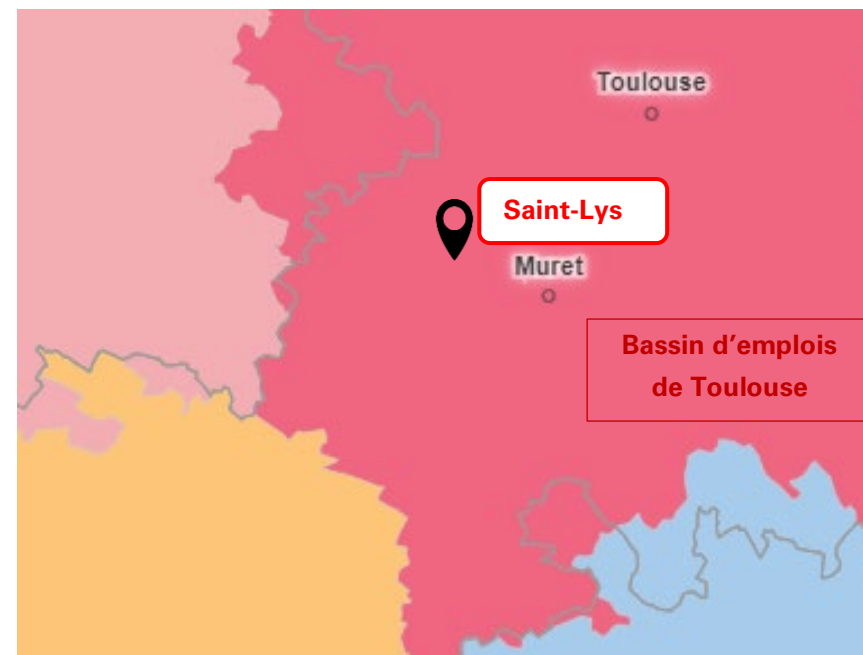 Toulouse
Saint-Lys
Muret
Bassin d’emplois
de Toulouse